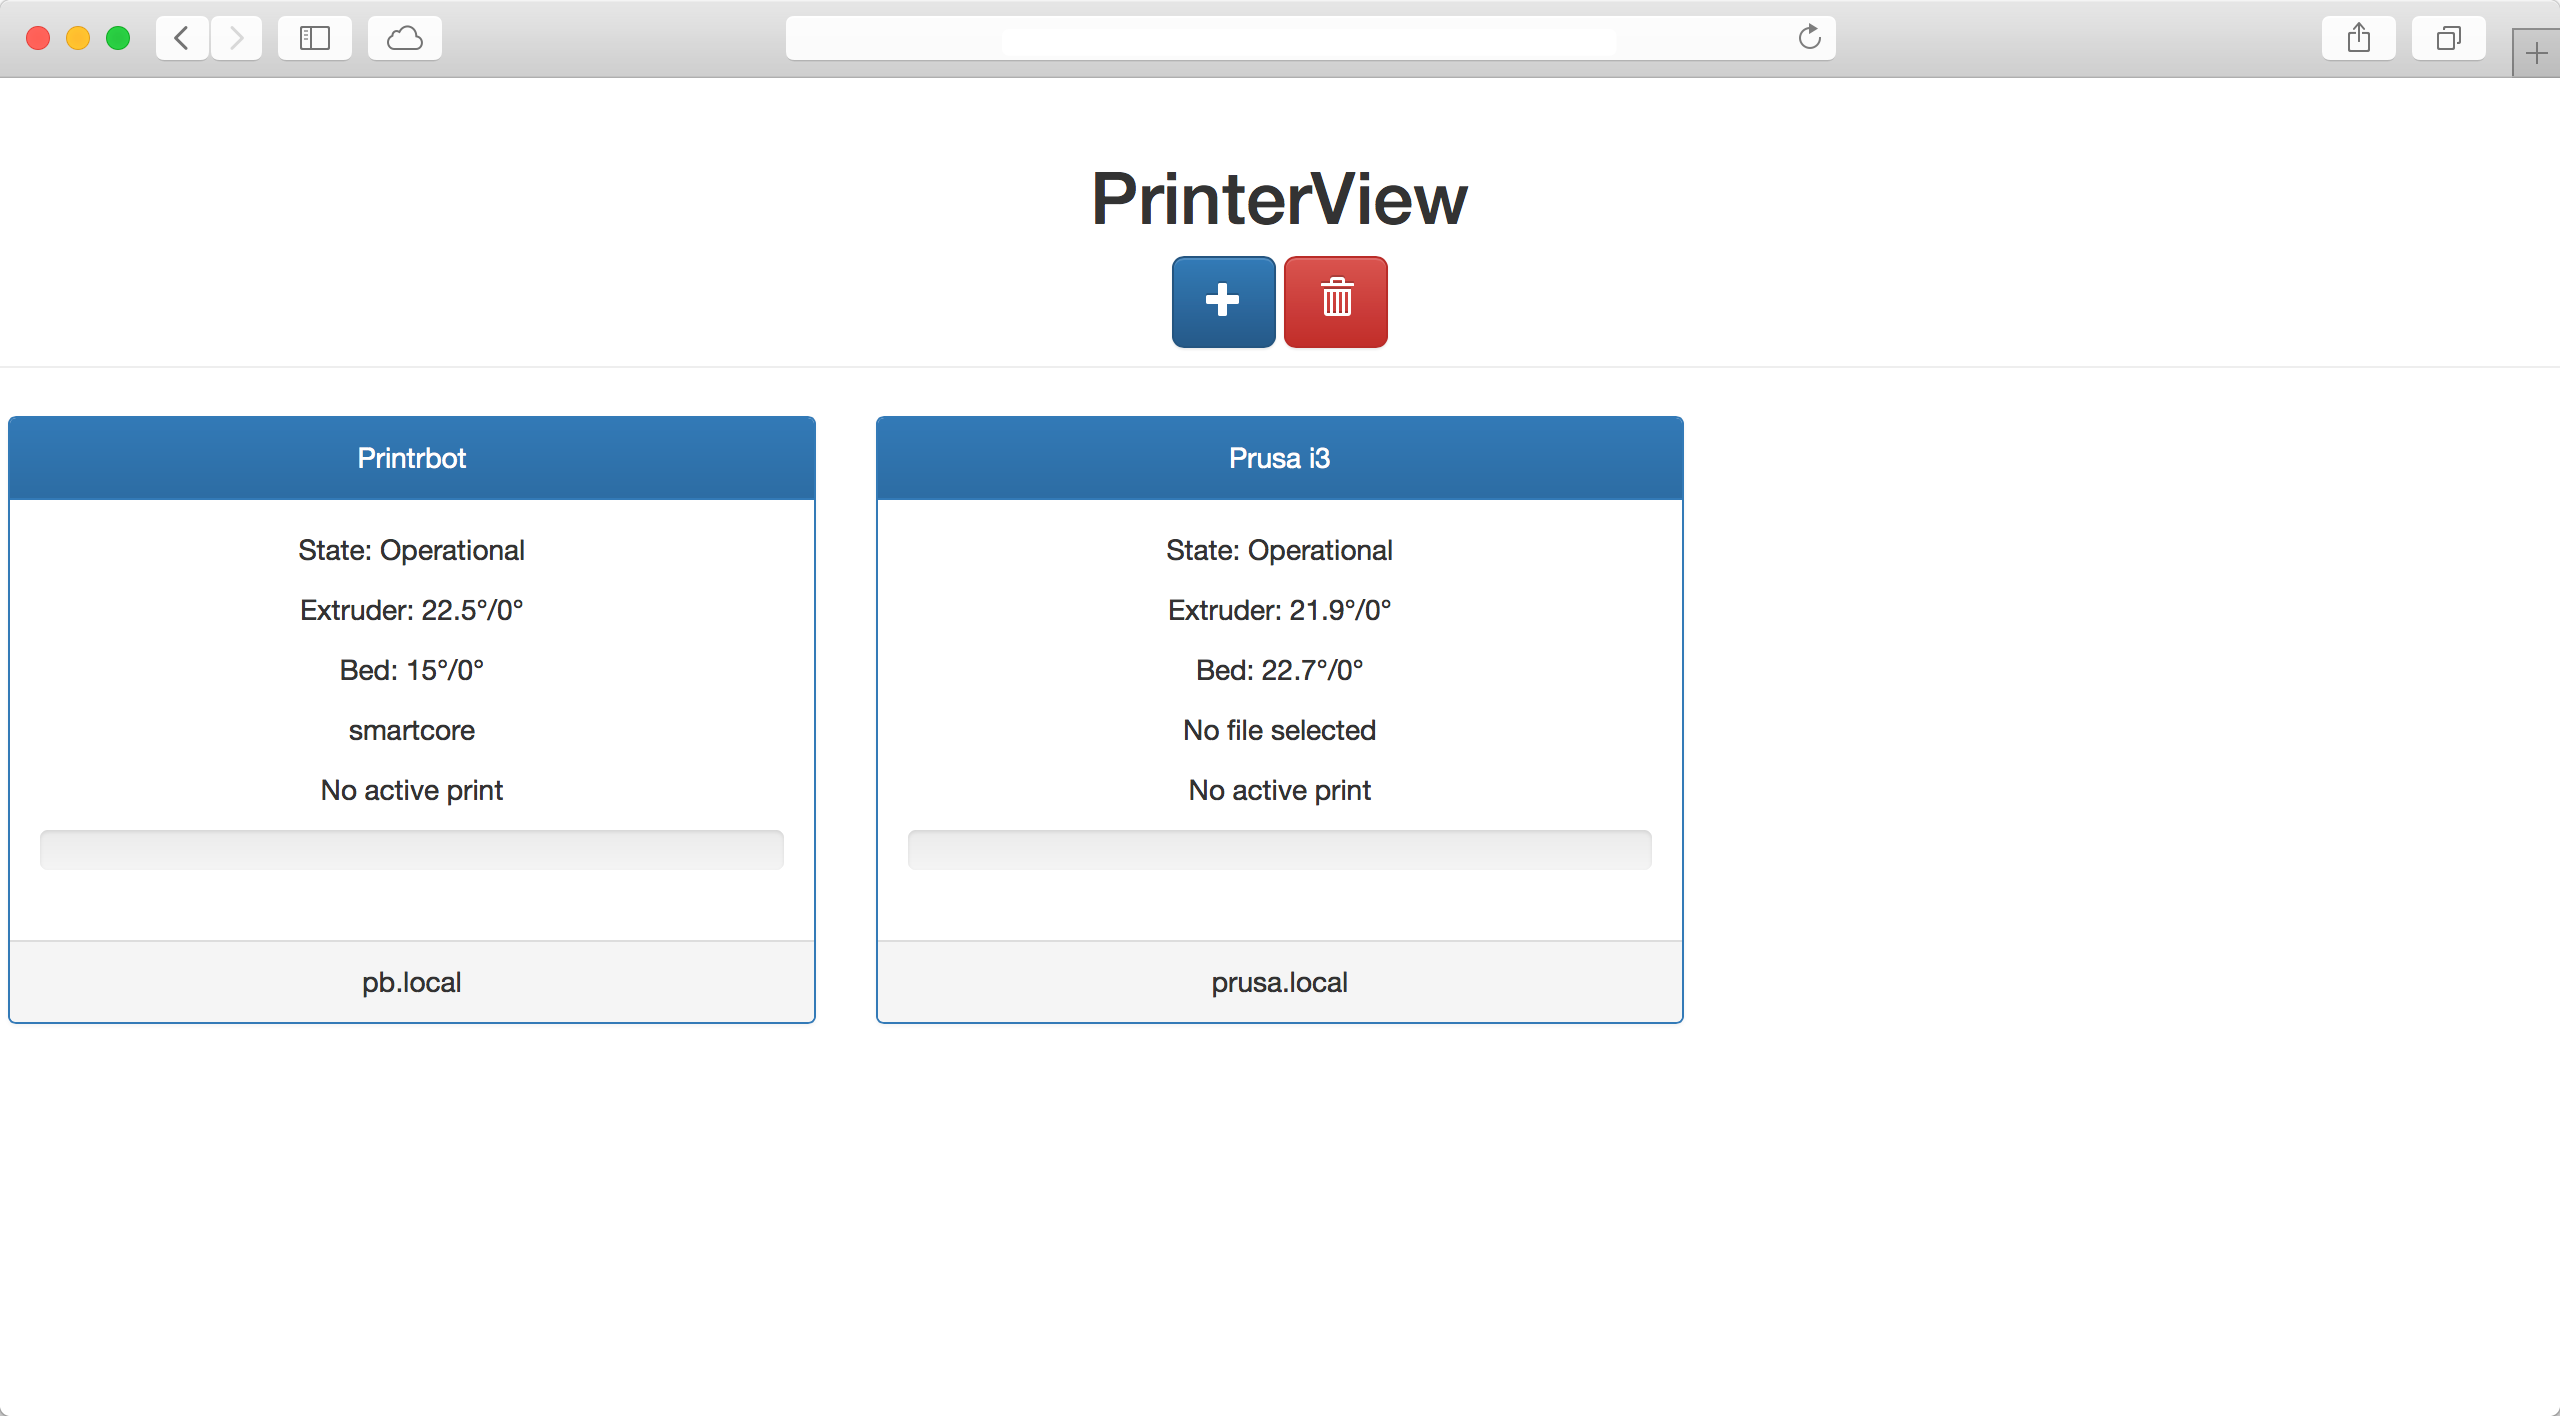 PrinterView
Printrbot
State: Operational
Extruder: 22.5°/0°
Bed: 15°/0°
smartcore
No active print
pb.local
Prusa i3
State: Operational
Extruder: 21.9°/0°
Bed: 22.7°/0°
No file selected
No active print
prusa.local